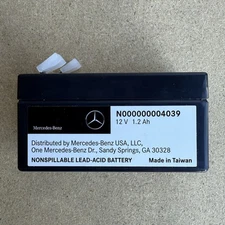 N000000004039
12 V 1.2 Ah
Mercedes-Benz
Distributed by Mercedes-Benz USA, LLC,
One Mercedes-Benz Dr., Sandy Springs, GA 30328
NONSPILLABLE LEAD-ACID BATTERY Made in Taiwan